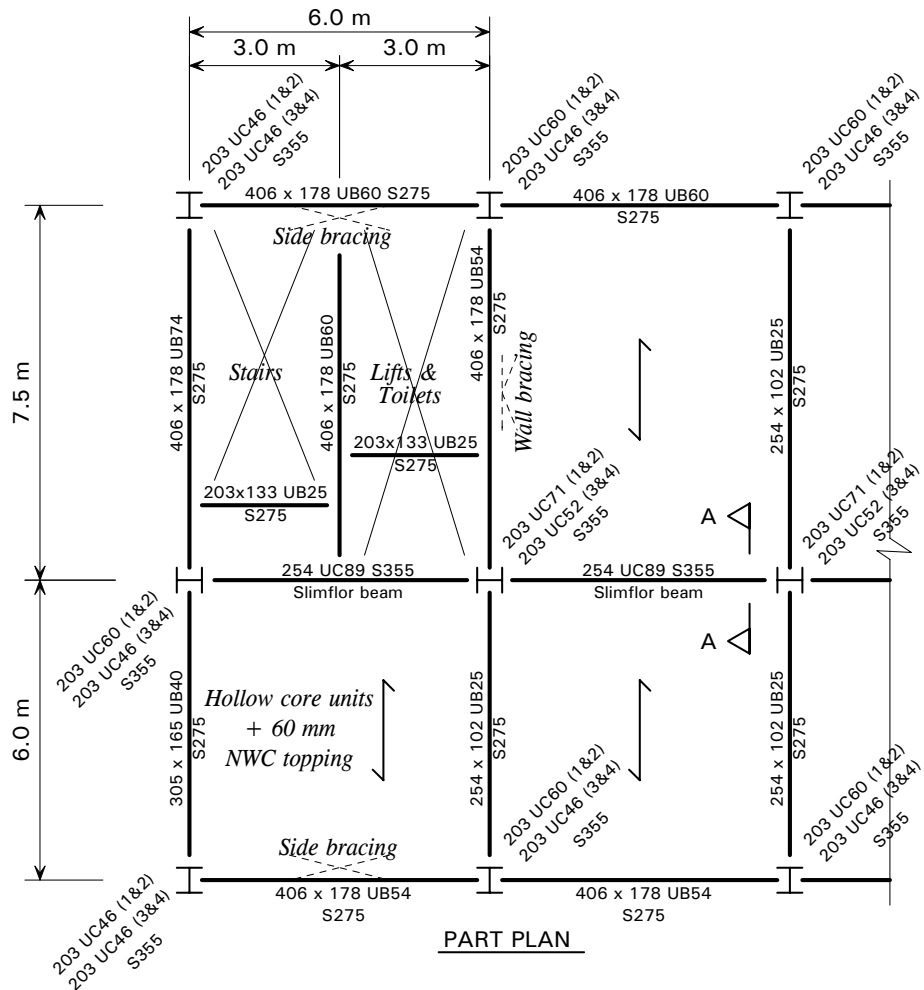 6.0 m
3.0 m
3.0 m
203 UC46 (1&2)
203 UC46 (3&4)
S355
203 UC60 (1&2)
203 UC46 (3&4)
S355
203 UC60 (1&2)
203 UC46 (3&4)
S355
406 x 178 UB60 S275
406 x 178 UB60
S275
Side bracing
7.5 m
406 x 178 UB74
S275
Stairs
406 x 178 UB60
S275
Lifts &
Toilets
406 x 178 UB54
S275
Wall bracing
254 x 102 UB25
S275
203x133 UB25
S275
203x133 UB25
S275
203 UC71 (1&2)
203 UC52 (3&4)
S355
203 UC71 (1&2)
203 UC52 (3&4)
S355
A
254 UC89 S355
Slimflor beam
254 UC89 S355
Slimflor beam
A
203 UC60 (1&2)
203 UC46 (3&4)
S355
6.0 m
305 x 165 UB40
S275
Hollow core units
+ 60 mm
NWC topping
254 x 102 UB25
S275
254 x 102 UB25
S275
203 UC60 (1&2)
203 UC46 (3&4)
S355
203 UC60 (1&2)
203 UC46 (3&4)
S355
Side bracing
406 x 178 UB54
S275
406 x 178 UB54
S275
203 UC46 (1&2)
203 UC46 (3&4)
S355
PART PLAN